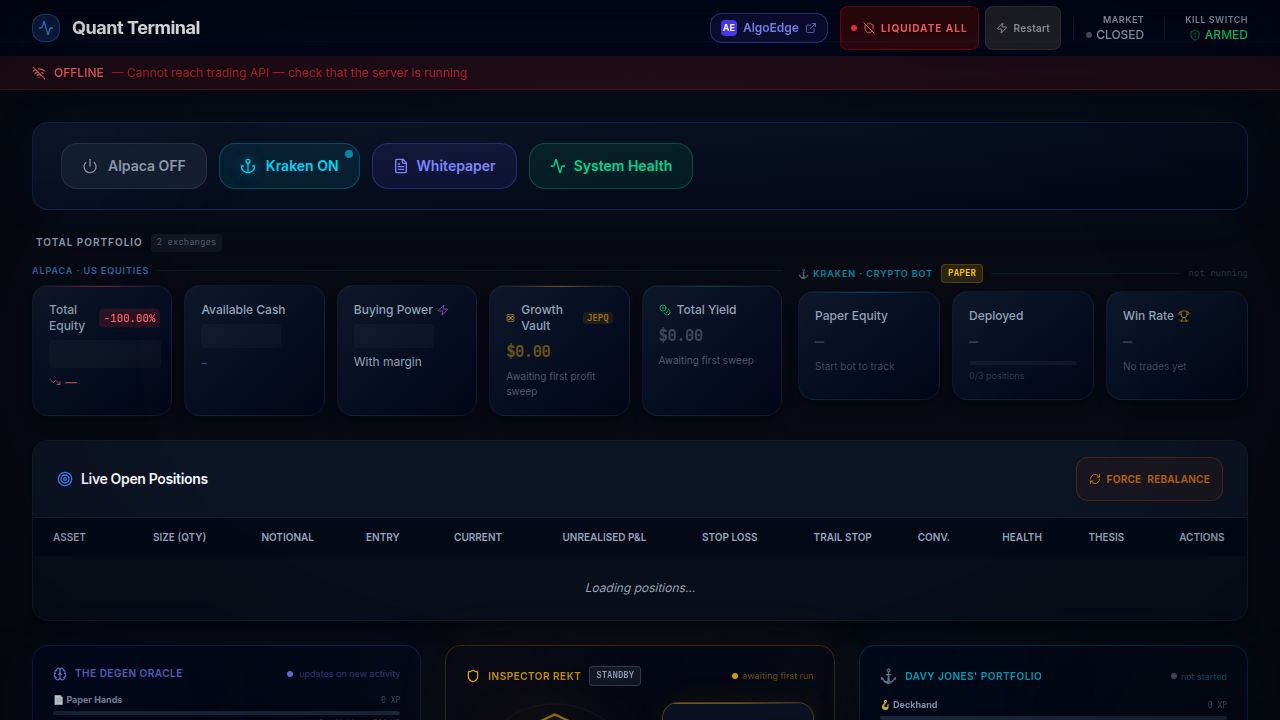 Quant Terminal
AE AlgoEdge
LIQUIDATE ALL
Restart
MARKET
CLOSED
KILL SWITCH
ARMED
OFFLINE — Cannot reach trading API — check that the server is running
Alpaca OFF
Kraken ON
Whitepaper
System Health
TOTAL PORTFOLIO 2 exchanges
ALPACA · US EQUITIES
KRAKEN · CRYPTO BOT PAPER not running
Total Equity -100.00%
—
Available Cash
–
Buying Power
With margin
Growth Vault JEPQ
$0.00
Awaiting first profit sweep
Total Yield
$0.00
Awaiting first sweep
Paper Equity
—
Start bot to track
Deployed
—
0/3 positions
Win Rate
—
No trades yet
Live Open Positions
FORCE REBALANCE
ASSET SIZE (QTY) NOTIONAL ENTRY CURRENT UNREALISED P&L STOP LOSS TRAIL STOP CONV. HEALTH THESIS ACTIONS
Loading positions...
THE DEGEN ORACLE updates on new activity
Paper Hands 0 XP
INSPECTOR REKT STANDBY awaiting first run
DAVY JONES' PORTFOLIO not started
Deckhand 0 XP